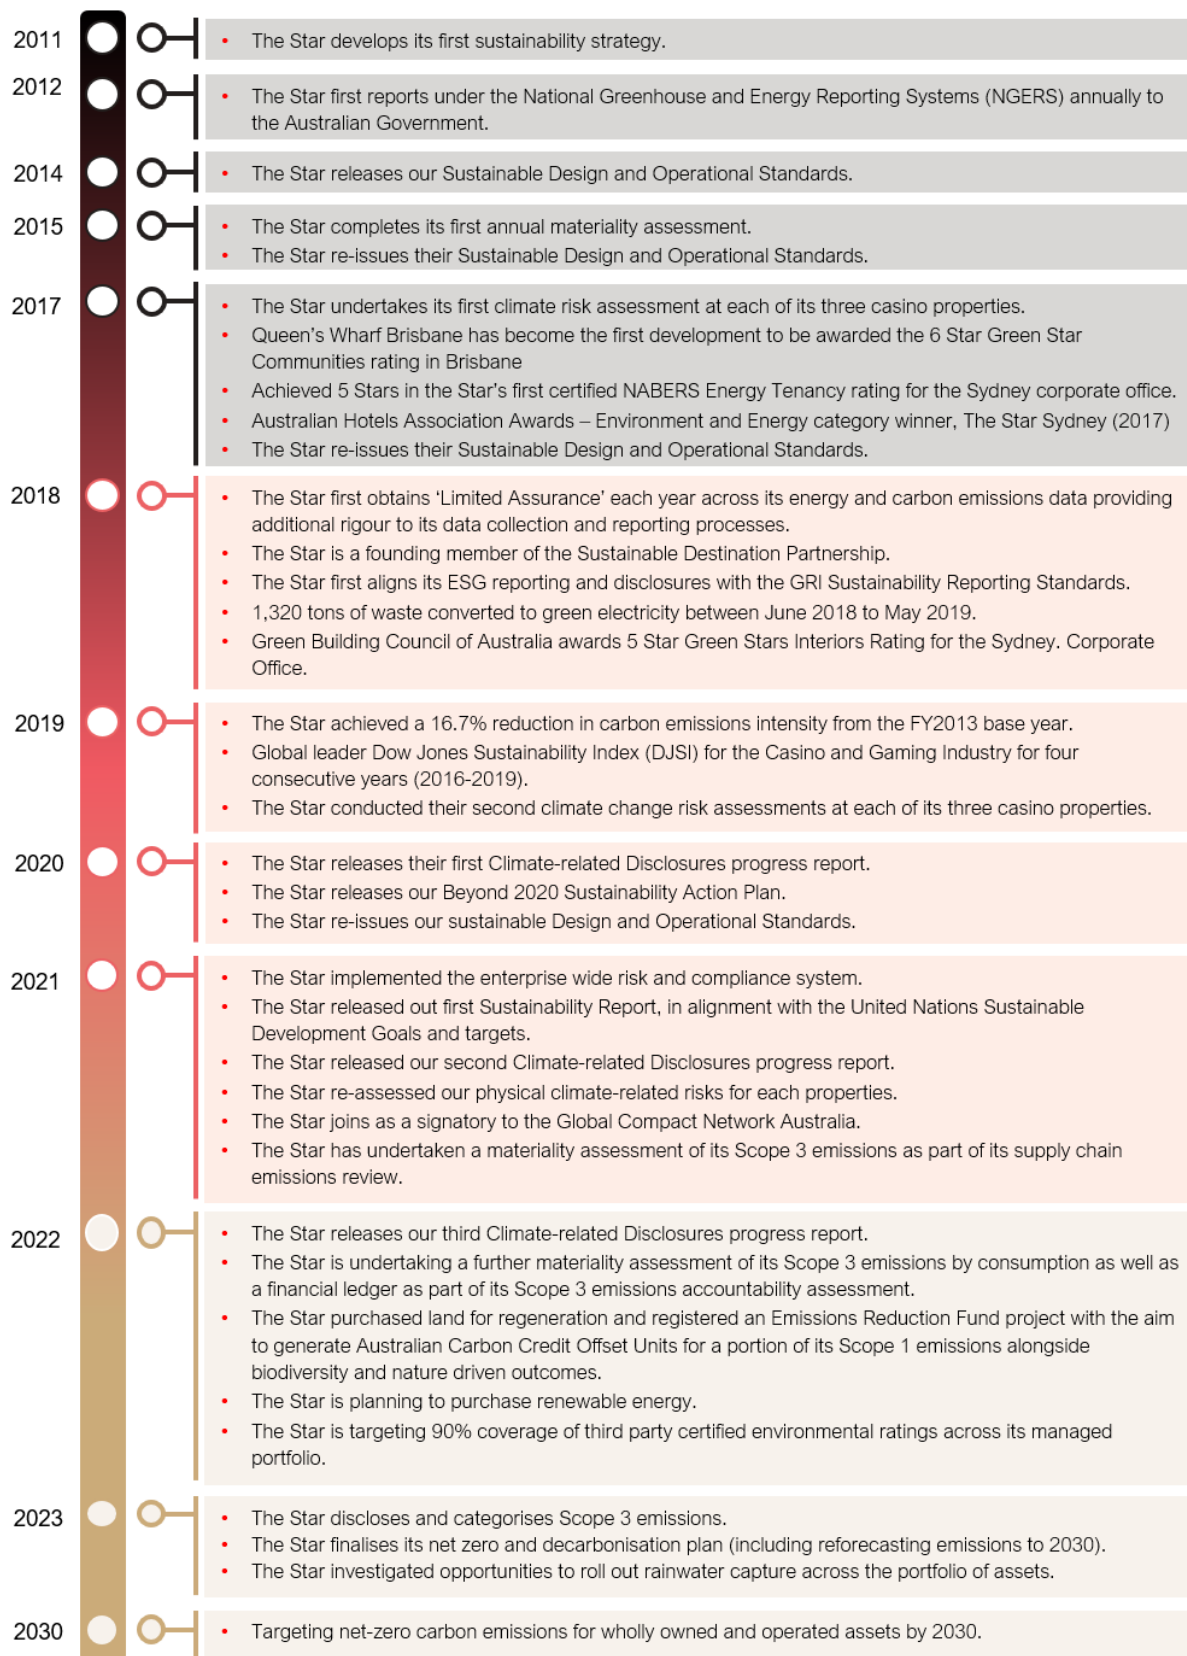 2011
• The Star develops its first sustainability strategy.
2012
• The Star first reports under the National Greenhouse and Energy Reporting Systems (NGERS) annually to
the Australian Government.
2014
• The Star releases our Sustainable Design and Operational Standards.
2015
• The Star completes its first annual materiality assessment.
• The Star re-issues their Sustainable Design and Operational Standards.
2017
• The Star undertakes its first climate risk assessment at each of its three casino properties.
• Queen's Wharf Brisbane has become the first development to be awarded the 6 Star Green Star
Communities rating in Brisbane
• Achieved 5 Stars in the Star's first certified NABERS Energy Tenancy rating for the Sydney corporate office.
• Australian Hotels Association Awards – Environment and Energy category winner, The Star Sydney (2017)
• The Star re-issues their Sustainable Design and Operational Standards.
2018
• The Star first obtains 'Limited Assurance' each year across its energy and carbon emissions data providing
additional rigour to its data collection and reporting processes.
• The Star is a founding member of the Sustainable Destination Partnership.
• The Star first aligns its ESG reporting and disclosures with the GRI Sustainability Reporting Standards.
• 1,320 tons of waste converted to green electricity between June 2018 to May 2019.
• Green Building Council of Australia awards 5 Star Green Stars Interiors Rating for the Sydney. Corporate
Office.
2019
• The Star achieved a 16.7% reduction in carbon emissions intensity from the FY2013 base year.
• Global leader Dow Jones Sustainability Index (DJSI) for the Casino and Gaming Industry for four
consecutive years (2016-2019).
• The Star conducted their second climate change risk assessments at each of its three casino properties.
2020
• The Star releases their first Climate-related Disclosures progress report.
• The Star releases our Beyond 2020 Sustainability Action Plan.
• The Star re-issues our sustainable Design and Operational Standards.
2021
• The Star implemented the enterprise wide risk and compliance system.
• The Star released out first Sustainability Report, in alignment with the United Nations Sustainable
Development Goals and targets.
• The Star released our second Climate-related Disclosures progress report.
• The Star re-assessed our physical climate-related risks for each properties.
• The Star joins as a signatory to the Global Compact Network Australia.
• The Star has undertaken a materiality assessment of its Scope 3 emissions as part of its supply chain
emissions review.
2022
• The Star releases our third Climate-related Disclosures progress report.
• The Star is undertaking a further materiality assessment of its Scope 3 emissions by consumption as well as
a financial ledger as part of its Scope 3 emissions accountability assessment.
• The Star purchased land for regeneration and registered an Emissions Reduction Fund project with the aim
to generate Australian Carbon Credit Offset Units for a portion of its Scope 1 emissions alongside
biodiversity and nature driven outcomes.
• The Star is planning to purchase renewable energy.
• The Star is targeting 90% coverage of third party certified environmental ratings across its managed
portfolio.
2023
• The Star discloses and categorises Scope 3 emissions.
• The Star finalises its net zero and decarbonisation plan (including reforecasting emissions to 2030).
• The Star investigated opportunities to roll out rainwater capture across the portfolio of assets.
2030
• Targeting net-zero carbon emissions for wholly owned and operated assets by 2030.